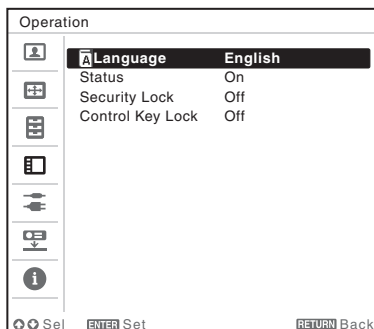 Operation
A Language English
Status On
Security Lock Off
Control Key Lock Off
Sel ENTER Set RETURN Back